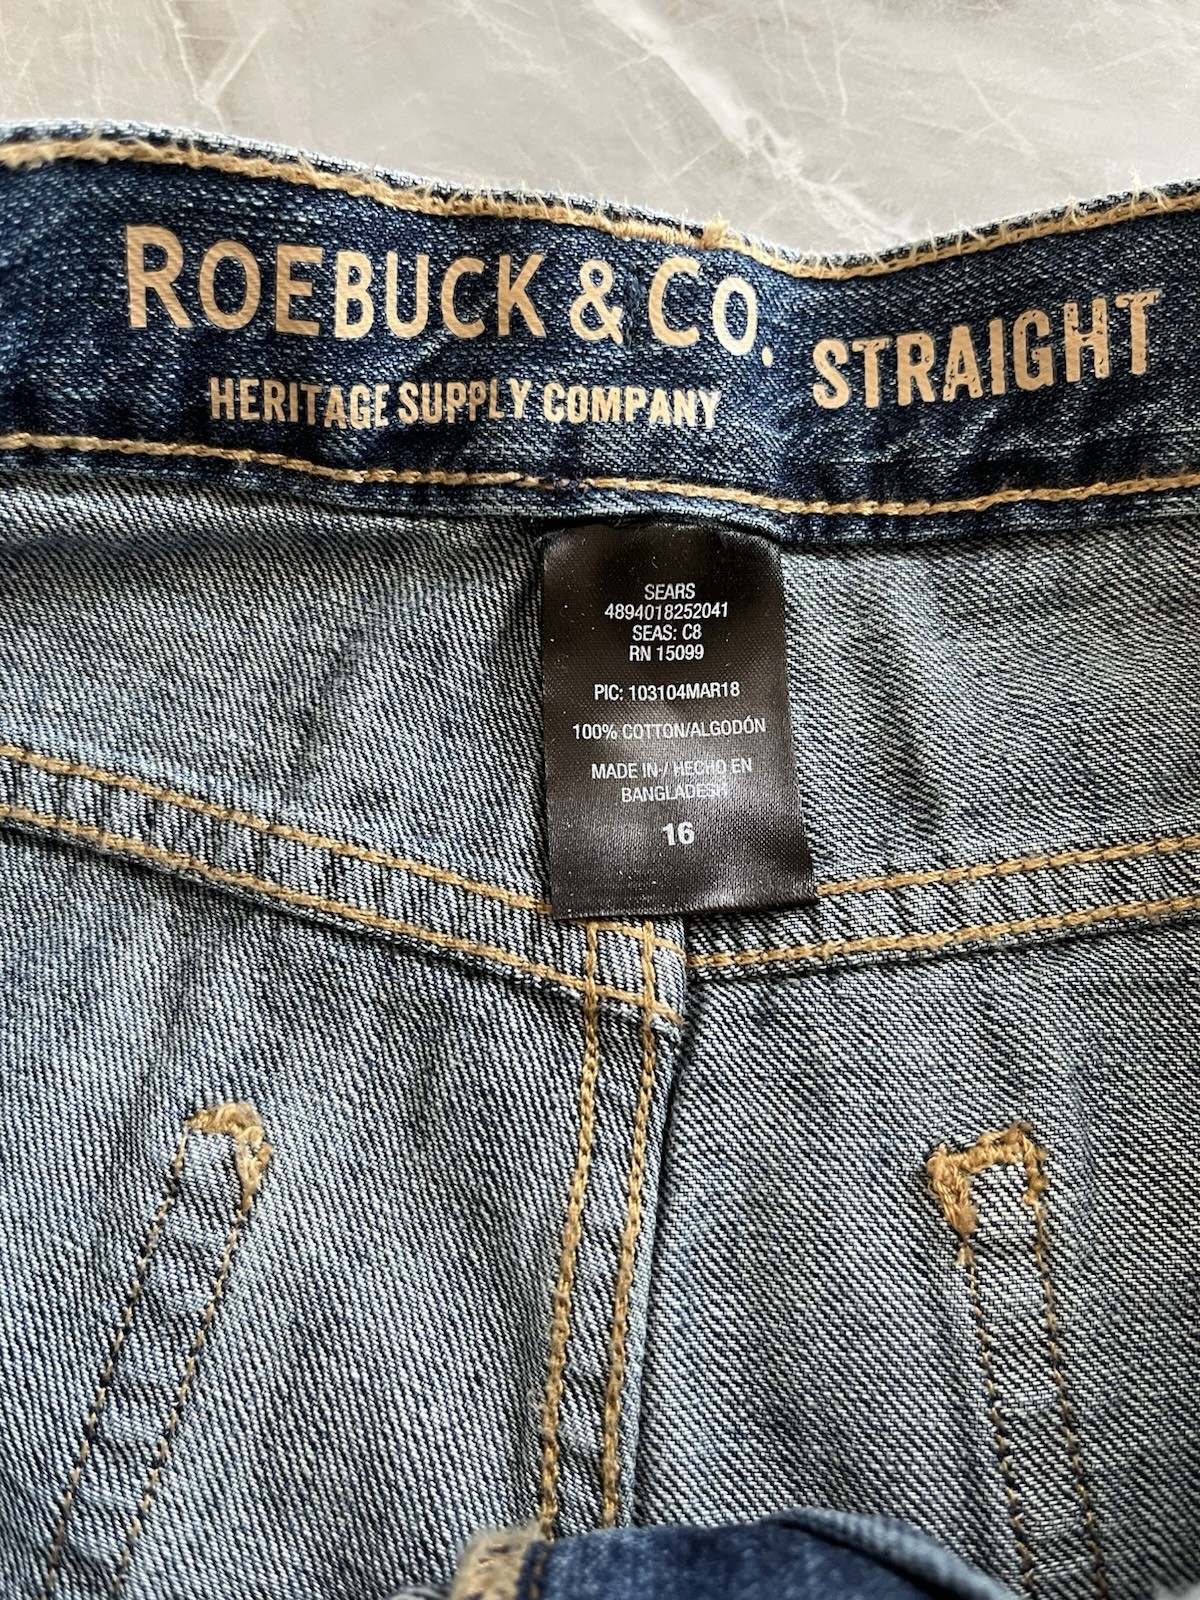 ROEBUCK & CO.
HERITAGE SUPPLY COMPANY
STRAIGHT
SEARS
4894018252041
SEAS: C8
RN 15099
PIC: 103104MAR18
100% COTTON/ALGODÓN
MADE IN-/ HECHO EN
BANGLADESH
16